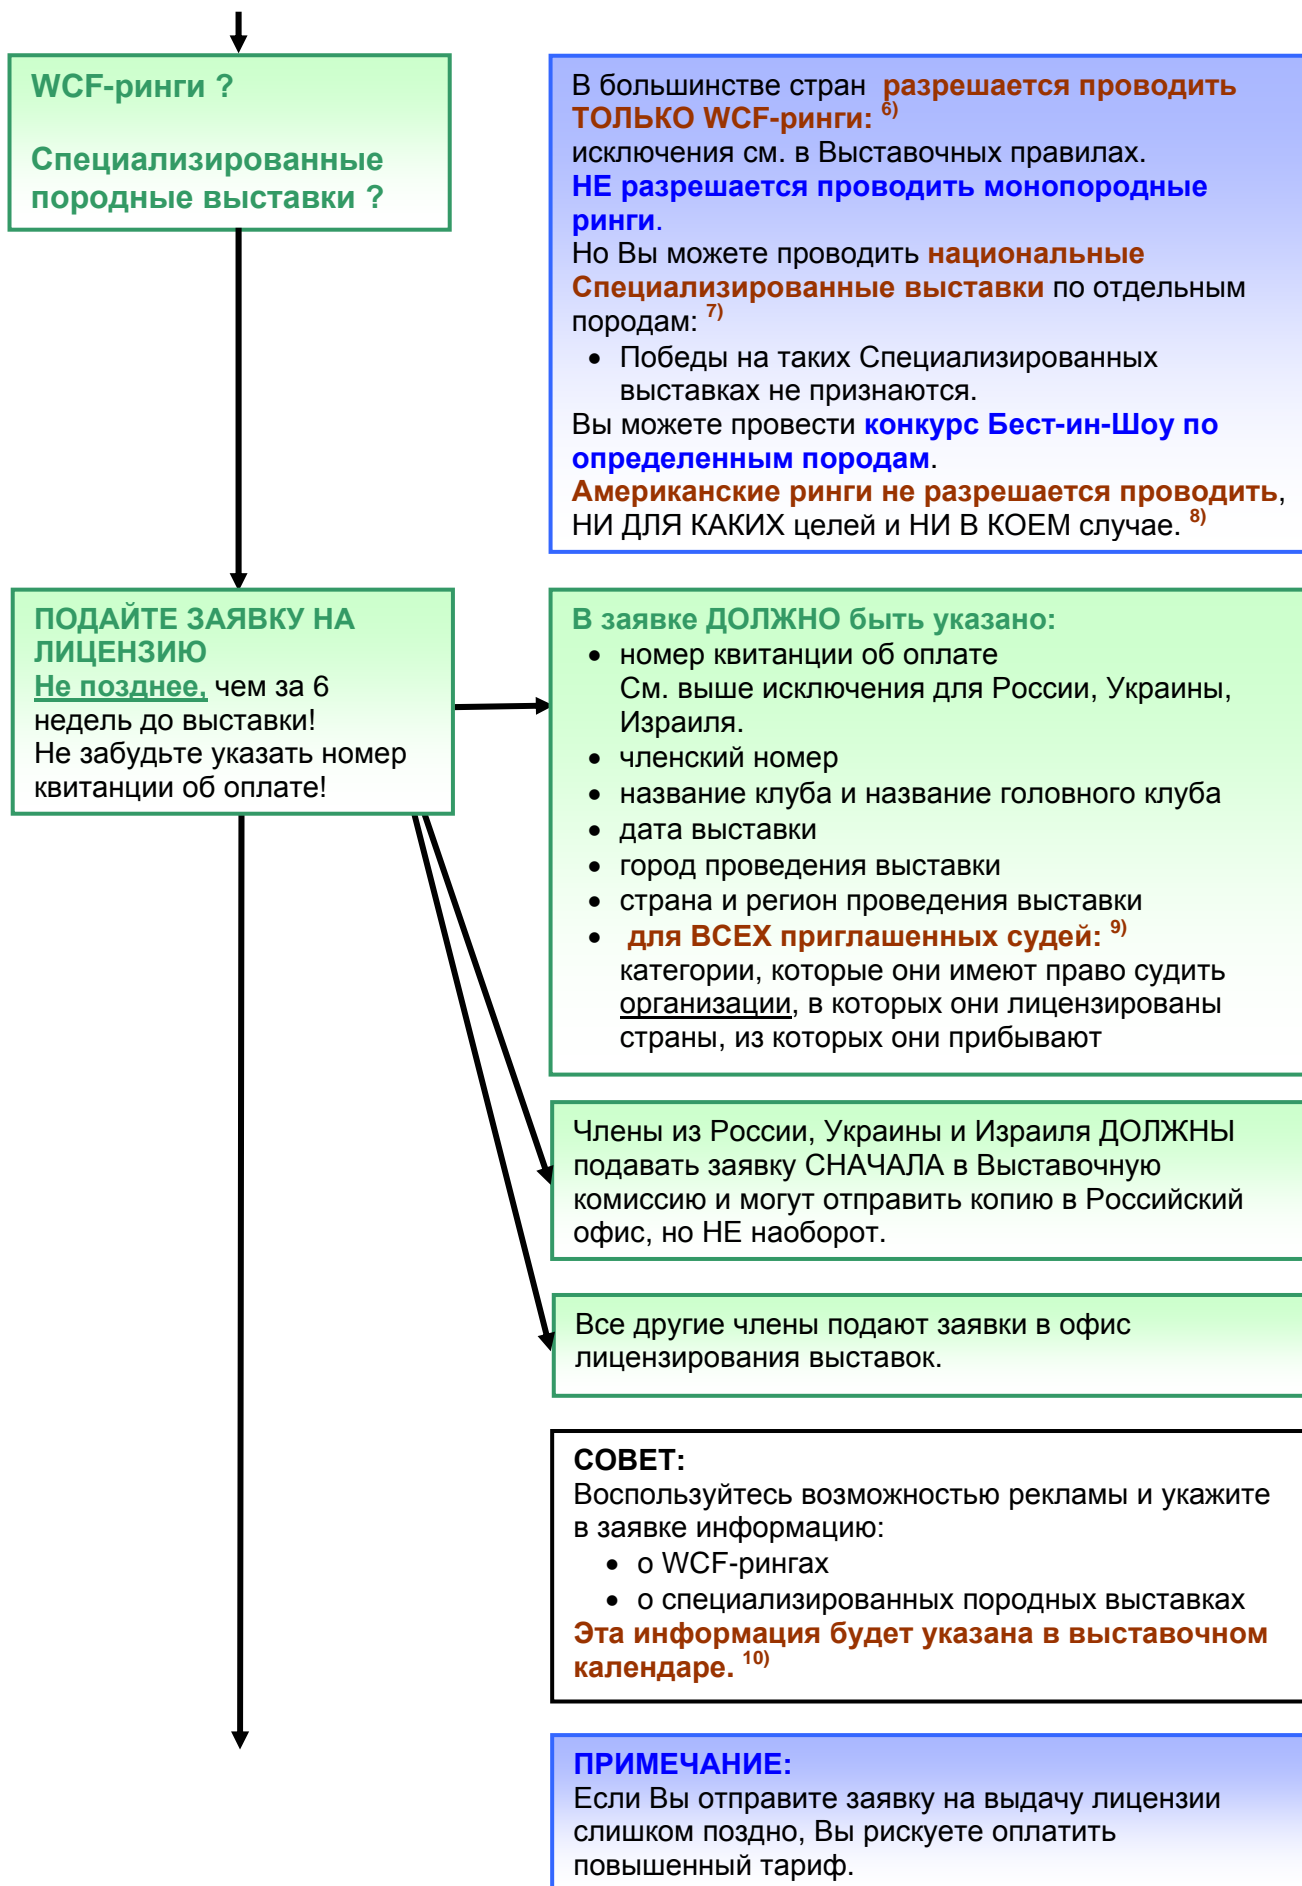 WCF-ринги ?
Специализированные
породные выставки ?
В большинстве стран разрешается проводить
ТОЛЬКО WCF-ринги: 6)
исключения см. в Выставочных правилах.
НЕ разрешается проводить монопородные
ринги.
Но Вы можете проводить национальные
Специализированные выставки по отдельным
породам: 7)
• Победы на таких Специализированных
выставках не признаются.
Вы можете провести конкурс Бест-ин-Шоу по
определенным породам.
Американские ринги не разрешается проводить,
НИ ДЛЯ КАКИХ целей и НИ В КОЕМ случае. 8)
ПОДАЙТЕ ЗАЯВКУ НА
ЛИЦЕНЗИЮ
Не позднее, чем за 6
недель до выставки!
Не забудьте указать номер
квитанции об оплате!
В заявке ДОЛЖНО быть указано:
• номер квитанции об оплате
См. выше исключения для России, Украины,
Израиля.
• членский номер
• название клуба и название головного клуба
• дата выставки
• город проведения выставки
• страна и регион проведения выставки
• для ВСЕХ приглашенных судей: 9)
категории, которые они имеют право судить
организации, в которых они лицензированы
страны, из которых они прибывают
Члены из России, Украины и Израиля ДОЛЖНЫ
подавать заявку СНАЧАЛА в Выставочную
комиссию и могут отправить копию в Российский
офис, но НЕ наоборот.
Все другие члены подают заявки в офис
лицензирования выставок.
СОВЕТ:
Воспользуйтесь возможностью рекламы и укажите
в заявке информацию:
• о WCF-рингах
• о специализированных породных выставках
Эта информация будет указана в выставочном
календаре. 10)
ПРИМЕЧАНИЕ:
Если Вы отправите заявку на выдачу лицензии
слишком поздно, Вы рискуете оплатить
повышенный тариф.